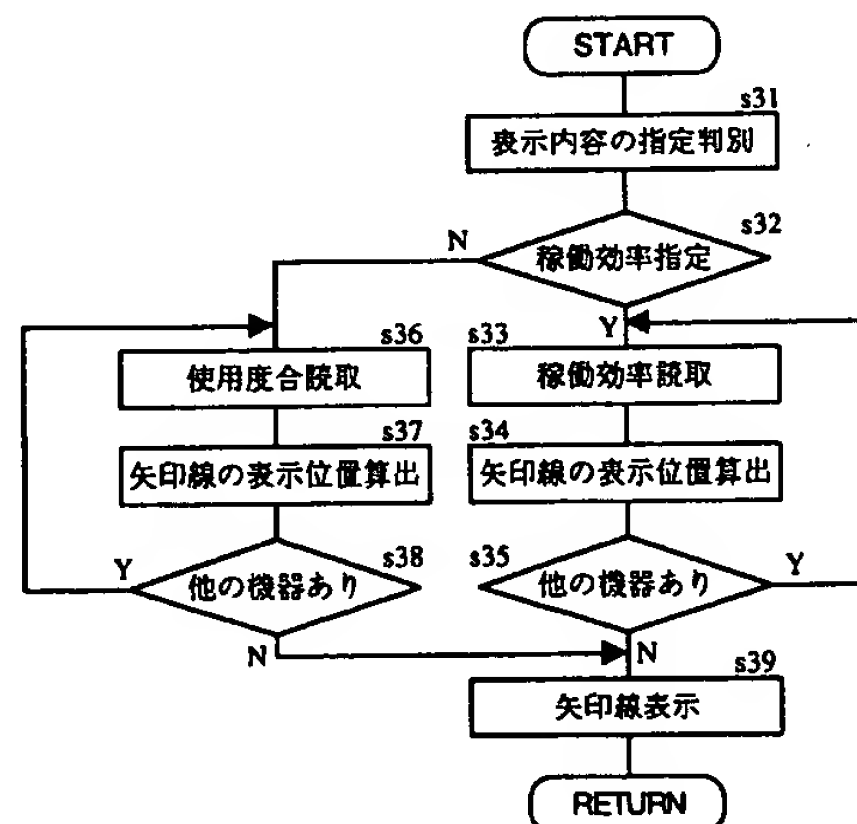 START
s31
表示内容の指定判別
s32
稼働効率指定
N
Y
s36
使用度合読取
s33
稼働効率読取
s37
矢印線の表示位置算出
s34
矢印線の表示位置算出
s38
他の機器あり
Y
N
s35
他の機器あり
Y
N
s39
矢印線表示
RETURN